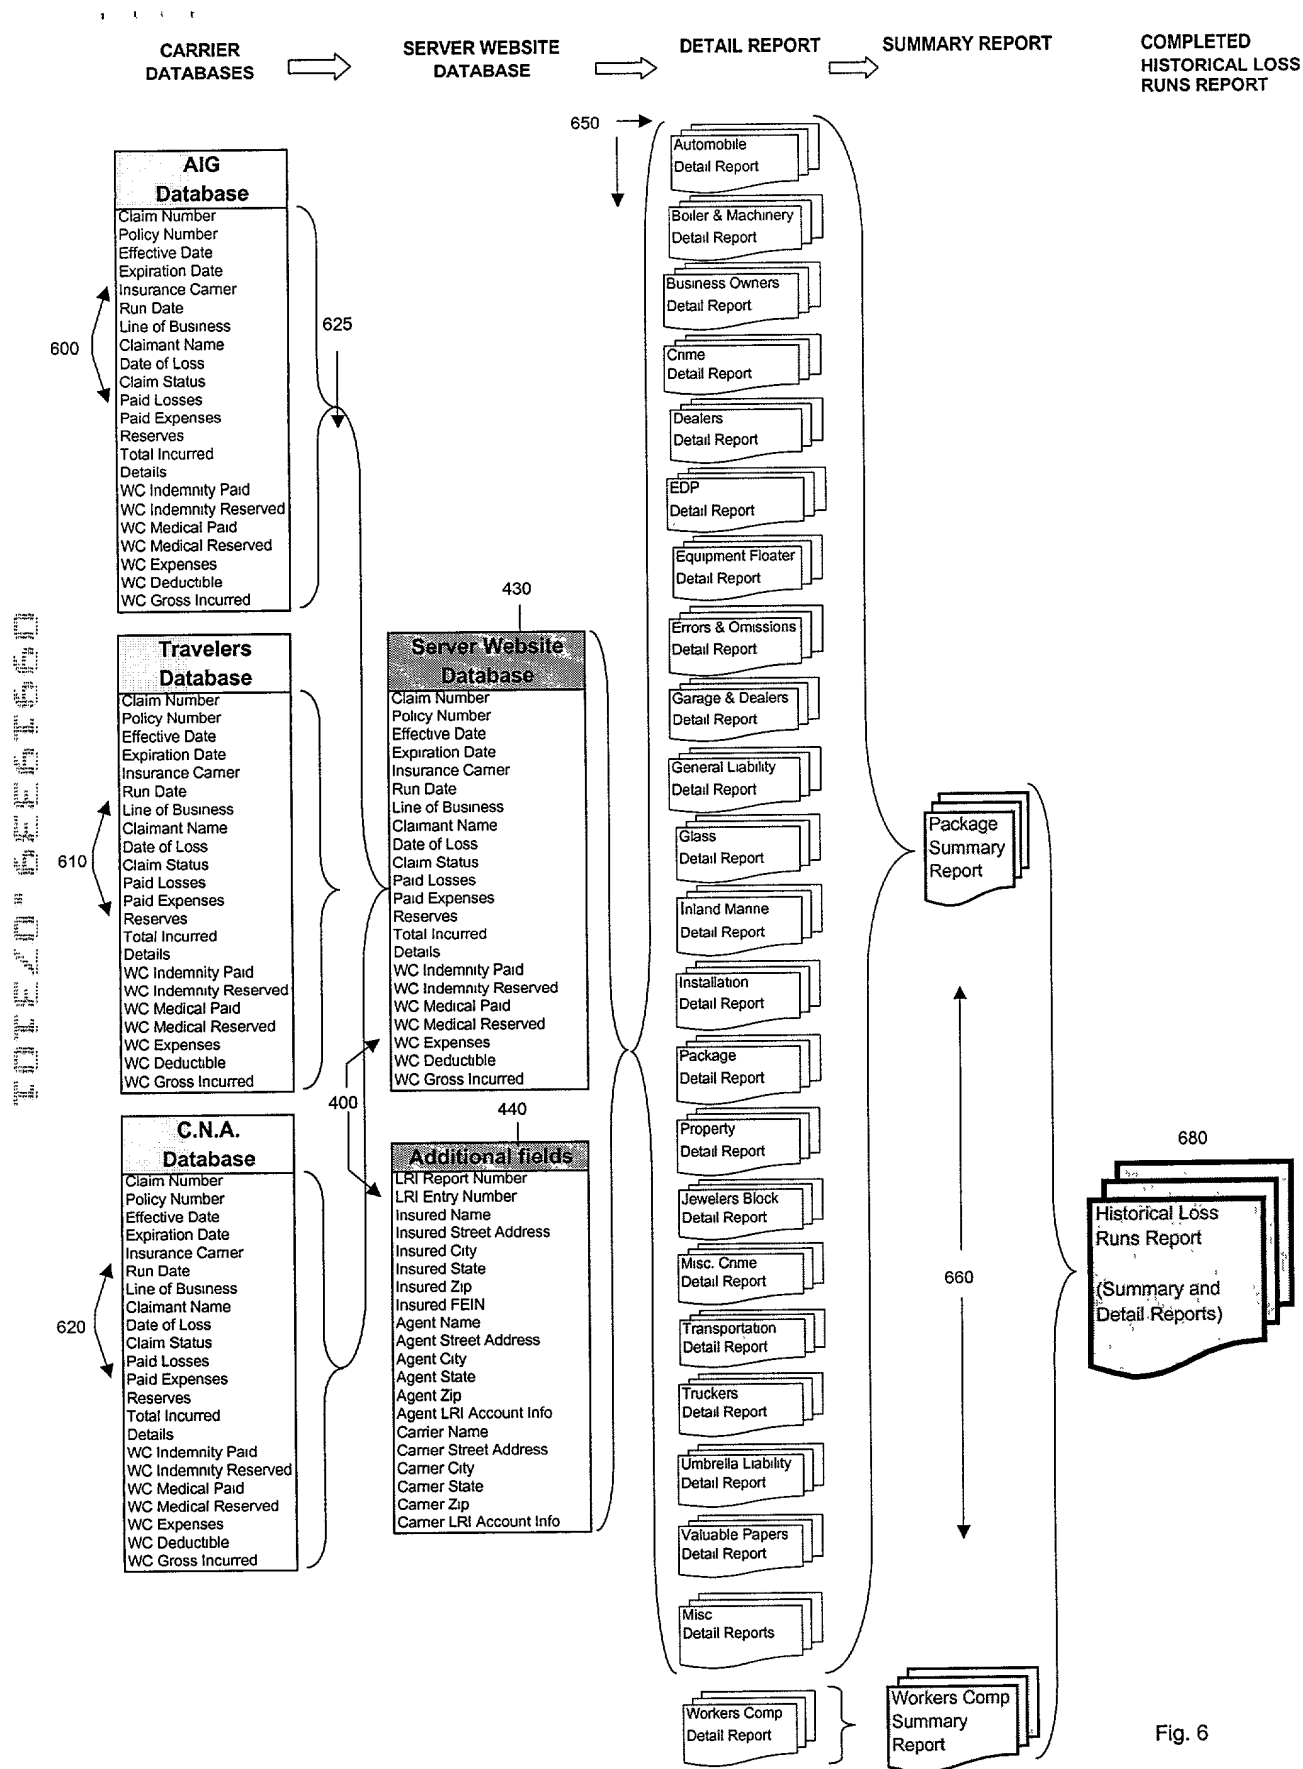 CARRIER
DATABASES
SERVER WEBSITE
DATABASE
DETAIL REPORT
SUMMARY REPORT
COMPLETED
HISTORICAL LOSS
RUNS REPORT
AIG
Database
Claim Number
Policy Number
Effective Date
Expiration Date
Insurance Carrier
Run Date
Line of Business
Claimant Name
Date of Loss
Claim Status
Paid Losses
Paid Expenses
Reserves
Total Incurred
Details
WC Indemnity Paid
WC Indemnity Reserved
WC Medical Paid
WC Medical Reserved
WC Expenses
WC Deductible
WC Gross Incurred
600
625
Travelers
Database
Claim Number
Policy Number
Effective Date
Expiration Date
Insurance Carrier
Run Date
Line of Business
Claimant Name
Date of Loss
Claim Status
Paid Losses
Paid Expenses
Reserves
Total Incurred
Details
WC Indemnity Paid
WC Indemnity Reserved
WC Medical Paid
WC Medical Reserved
WC Expenses
WC Deductible
WC Gross Incurred
610
C.N.A.
Database
Claim Number
Policy Number
Effective Date
Expiration Date
Insurance Carrier
Run Date
Line of Business
Claimant Name
Date of Loss
Claim Status
Paid Losses
Paid Expenses
Reserves
Total Incurred
Details
WC Indemnity Paid
WC Indemnity Reserved
WC Medical Paid
WC Medical Reserved
WC Expenses
WC Deductible
WC Gross Incurred
620
430
Server Website
Database
Claim Number
Policy Number
Effective Date
Expiration Date
Insurance Carrier
Run Date
Line of Business
Claimant Name
Date of Loss
Claim Status
Paid Losses
Paid Expenses
Reserves
Total Incurred
Details
WC Indemnity Paid
WC Indemnity Reserved
WC Medical Paid
WC Medical Reserved
WC Expenses
WC Deductible
WC Gross Incurred
400
440
Additional fields
LRI Report Number
LRI Entry Number
Insured Name
Insured Street Address
Insured City
Insured State
Insured Zip
Insured FEIN
Agent Name
Agent Street Address
Agent City
Agent State
Agent Zip
Agent LRI Account Info
Carrier Name
Carrier Street Address
Carrier City
Carrier State
Carrier Zip
Carrier LRI Account Info
650
Automobile
Detail Report
Boiler & Machinery
Detail Report
Business Owners
Detail Report
Crime
Detail Report
Dealers
Detail Report
EDP
Detail Report
Equipment Floater
Detail Report
Errors & Omissions
Detail Report
Garage & Dealers
Detail Report
General Liability
Detail Report
Glass
Detail Report
Inland Marine
Detail Report
Installation
Detail Report
Package
Detail Report
Property
Detail Report
Jewelers Block
Detail Report
Misc. Crime
Detail Report
Transportation
Detail Report
Truckers
Detail Report
Umbrella Liability
Detail Report
Valuable Papers
Detail Report
Misc
Detail Reports
Workers Comp
Detail Report
Package
Summary
Report
660
Workers Comp
Summary
Report
680
Historical Loss
Runs Report
(Summary and
Detail Reports)
Fig. 6